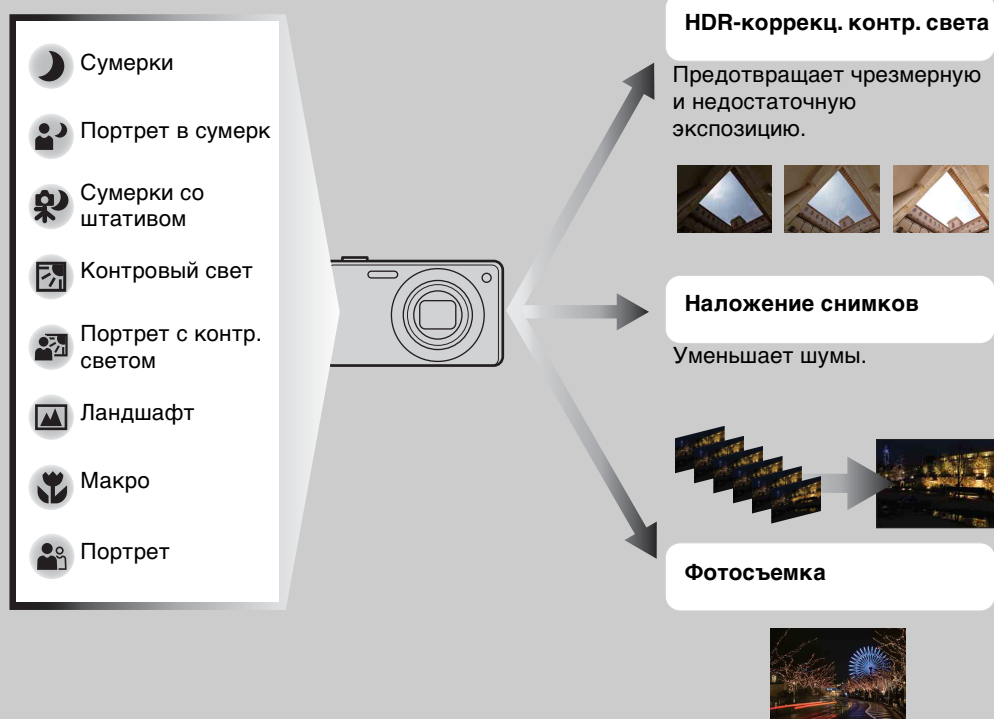 Сумерки
Портрет в сумерк
Сумерки со
штативом
Контровый свет
Портрет с контр.
светом
Ландшафт
Макро
Портрет
HDR-коррекц. контр. света
Предотвращает чрезмерную
и недостаточную
экспозицию.
Наложение снимков
Уменьшает шумы.
Фотосъемка